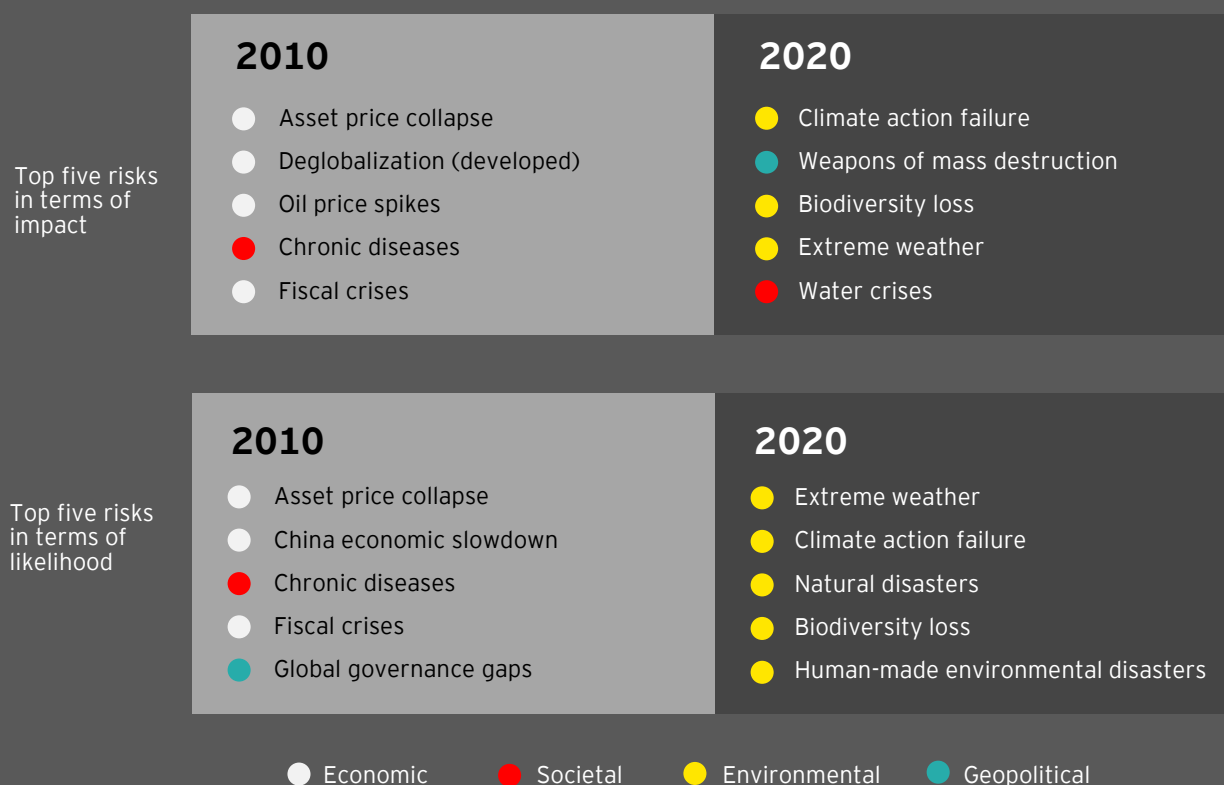 Top five risks
in terms of
impact
2010
Asset price collapse
Deglobalization (developed)
Oil price spikes
Chronic diseases
Fiscal crises
2020
Climate action failure
Weapons of mass destruction
Biodiversity loss
Extreme weather
Water crises
Top five risks
in terms of
likelihood
2010
Asset price collapse
China economic slowdown
Chronic diseases
Fiscal crises
Global governance gaps
2020
Extreme weather
Climate action failure
Natural disasters
Biodiversity loss
Human-made environmental disasters
Economic Societal Environmental Geopolitical